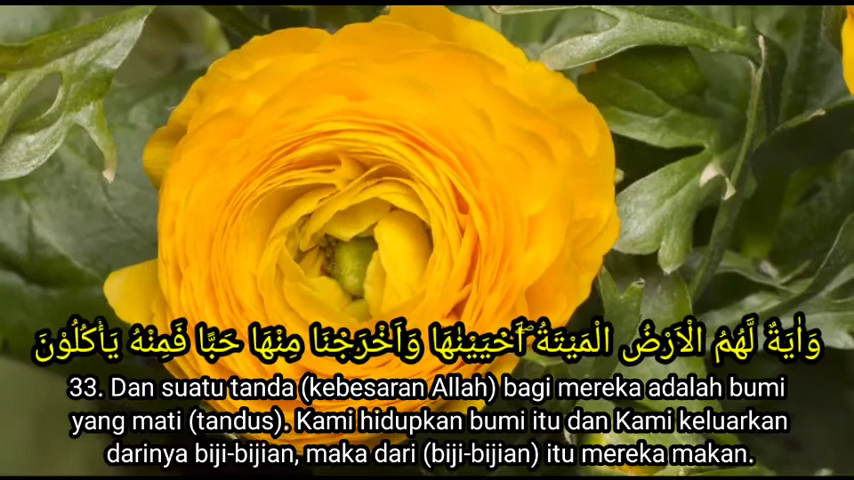 وَاٰيَةٌ لَّهُمُ الْاَرْضُ الْمَيْتَةُ ۖاَحْيَيْنٰهَا وَاَخْرَجْنَا مِنْهَا حَبًّا فَمِنْهُ يَأْكُلُوْنَ
33. Dan suatu tanda (kebesaran Allah) bagi mereka adalah bumi
yang mati (tandus). Kami hidupkan bumi itu dan Kami keluarkan
darinya biji-bijian, maka dari (biji-bijian) itu mereka makan.